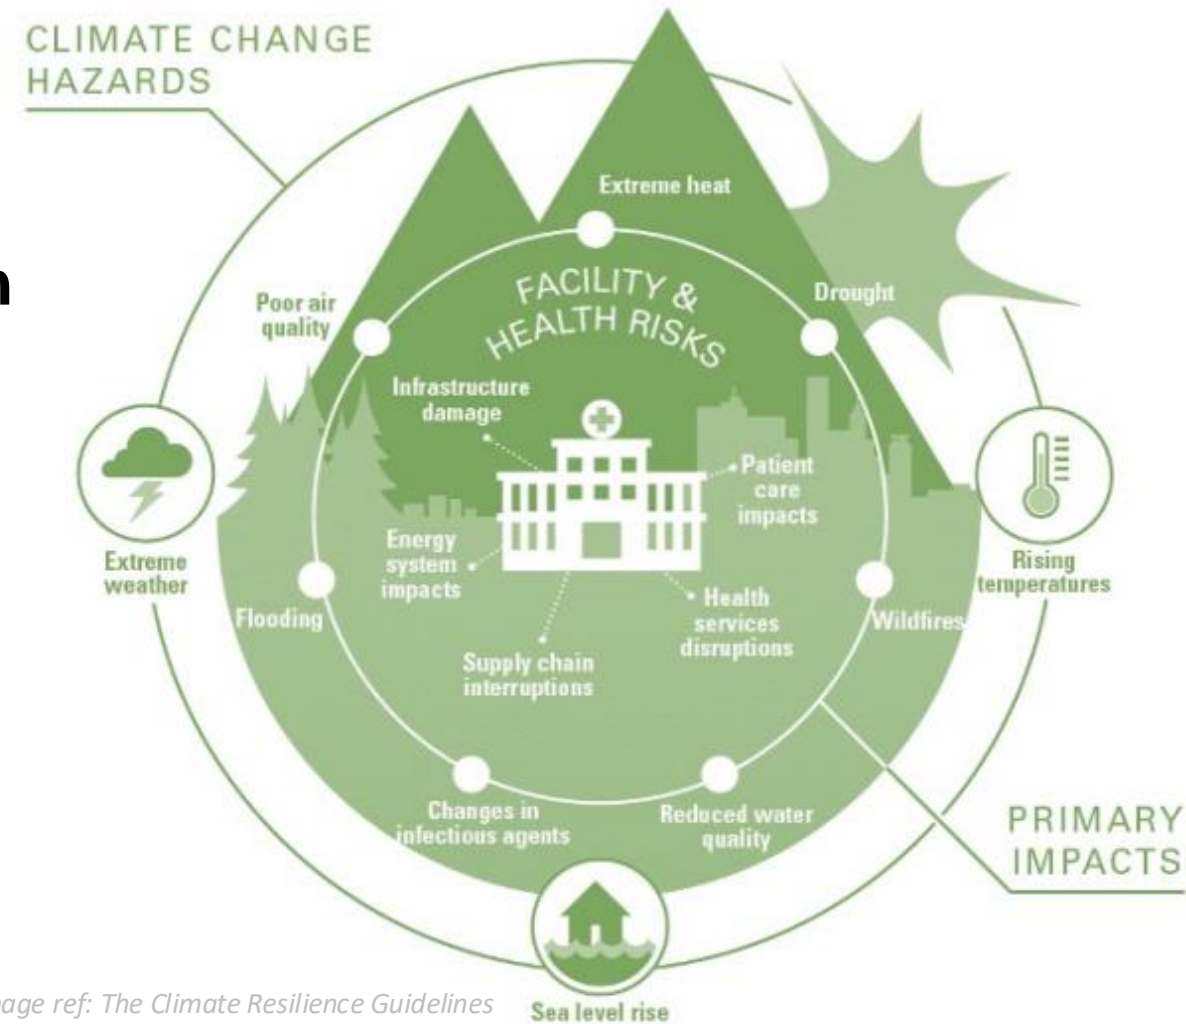 CLIMATE CHANGE
HAZARDS
Extreme heat
FACILITY &
HEALTH RISKS
Poor air
quality
Drought
Infrastructure
damage
Patient
care
impacts
Energy
system
impacts
Extreme
weather
Rising
temperatures
Flooding
Health
services
disruptions
Wildfires
Supply chain
interruptions
Changes in
infectious agents
Reduced water
quality
PRIMARY
IMPACTS
age ref: The Climate Resilience Guidelines
Sea level rise